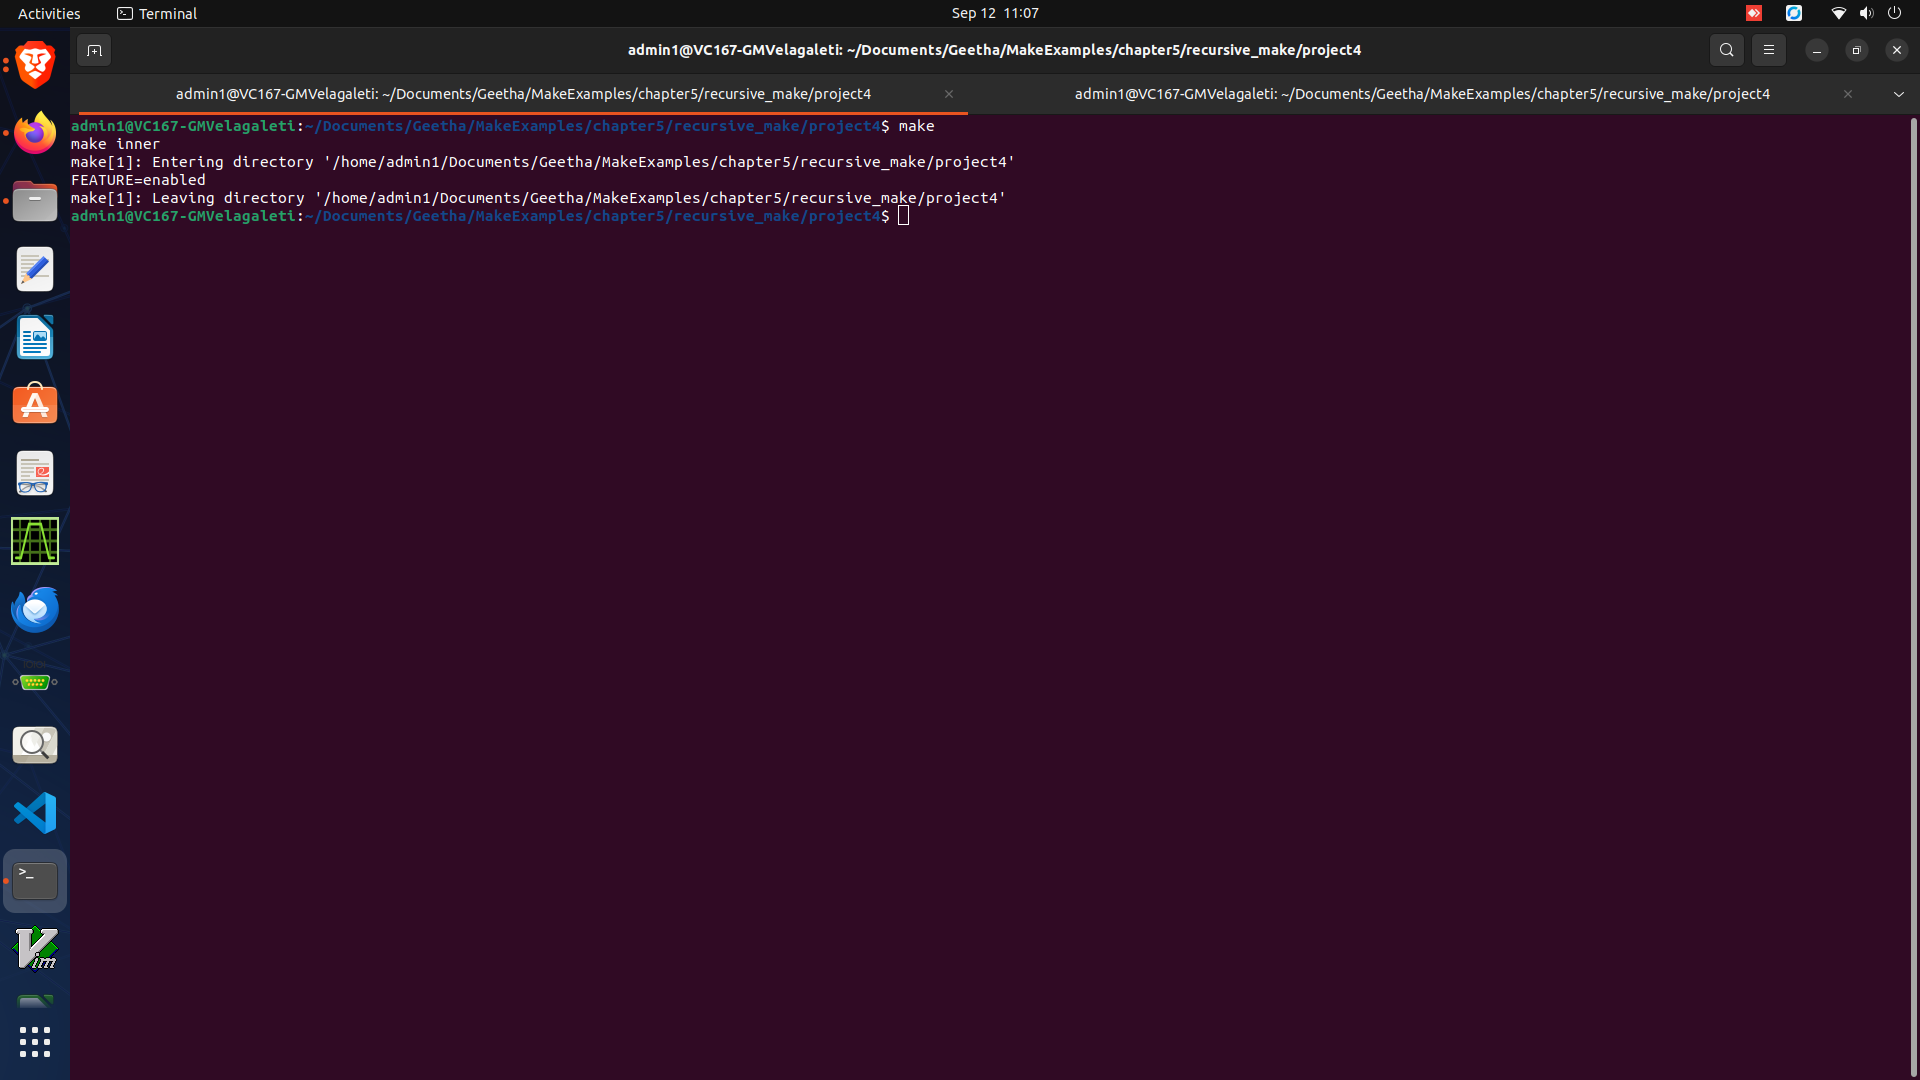 Activities
Terminal
Sep 12 11:07
admin1@VC167-GMVelagaleti: ~/Documents/Geetha/MakeExamples/chapter5/recursive_make/project4
admin1@VC167-GMVelagaleti: ~/Documents/Geetha/MakeExamples/chapter5/recursive_make/project4
admin1@VC167-GMVelagaleti: ~/Documents/Geetha/MakeExamples/chapter5/recursive_make/project4
admin1@VC167-GMVelagaleti:~/Documents/Geetha/MakeExamples/chapter5/recursive_make/project4$ make
make inner
make[1]: Entering directory '/home/admin1/Documents/Geetha/MakeExamples/chapter5/recursive_make/project4'
FEATURE=enabled
make[1]: Leaving directory '/home/admin1/Documents/Geetha/MakeExamples/chapter5/recursive_make/project4'
admin1@VC167-GMVelagaleti:~/Documents/Geetha/MakeExamples/chapter5/recursive_make/project4$